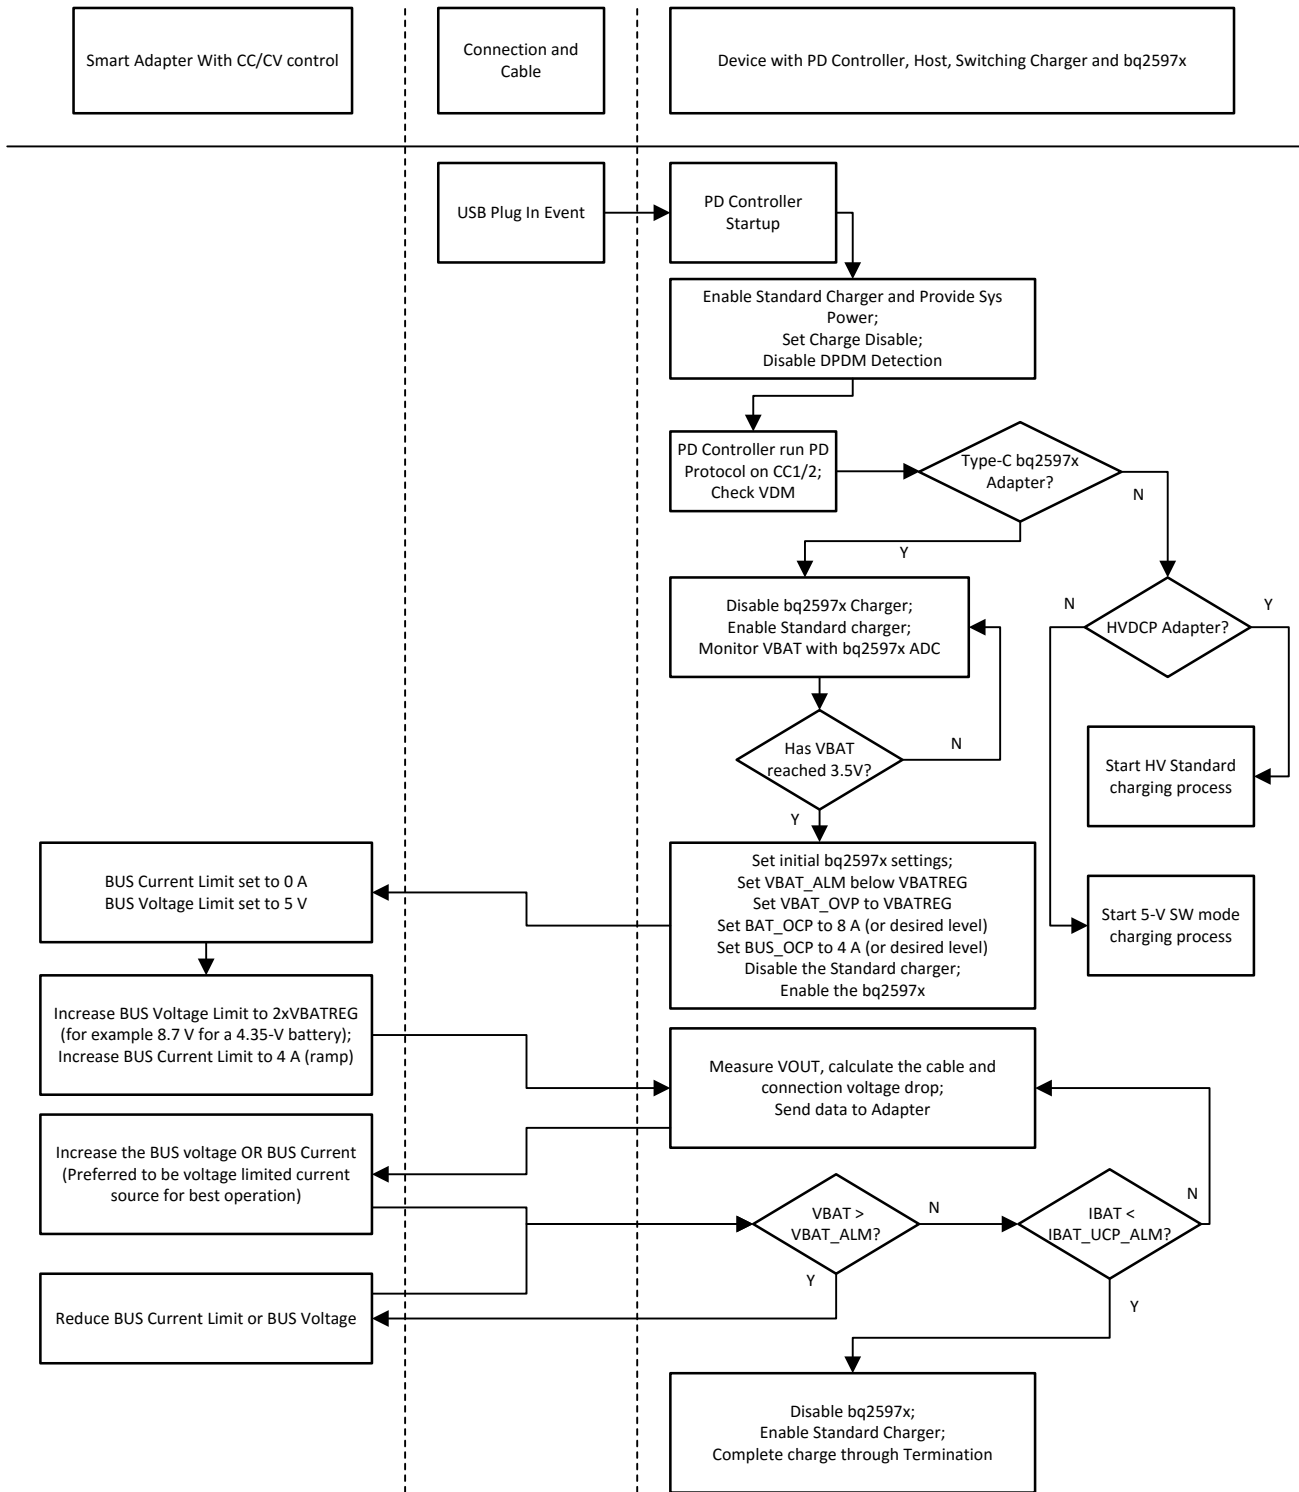 Smart Adapter With CC/CV control
Connection and
Cable
Device with PD Controller, Host, Switching Charger and bq2597x
USB Plug In Event
PD Controller
Startup
Enable Standard Charger and Provide Sys
Power;
Set Charge Disable;
Disable DPDM Detection
PD Controller run PD
Protocol on CC1/2;
Check VDM
Type-C bq2597x
Adapter?
N
Y
Disable bq2597x Charger;
Enable Standard charger;
Monitor VBAT with bq2597x ADC
N
HVDCP Adapter?
Y
Has VBAT
reached 3.5V?
N
Y
Start HV Standard
charging process
Start 5-V SW mode
charging process
Set initial bq2597x settings;
Set VBAT_ALM below VBATREG
Set VBAT_OVP to VBATREG
Set BAT_OCP to 8 A (or desired level)
Set BUS_OCP to 4 A (or desired level)
Disable the Standard charger;
Enable the bq2597x
BUS Current Limit set to 0 A
BUS Voltage Limit set to 5 V
Increase BUS Voltage Limit to 2xVBATREG
(for example 8.7 V for a 4.35-V battery);
Increase BUS Current Limit to 4 A (ramp)
Measure VOUT, calculate the cable and
connection voltage drop;
Send data to Adapter
Increase the BUS voltage OR BUS Current
(Preferred to be voltage limited current
source for best operation)
VBAT >
VBAT_ALM?
N
Y
IBAT <
IBAT_UCP_ALM?
N
Y
Reduce BUS Current Limit or BUS Voltage
Disable bq2597x;
Enable Standard Charger;
Complete charge through Termination